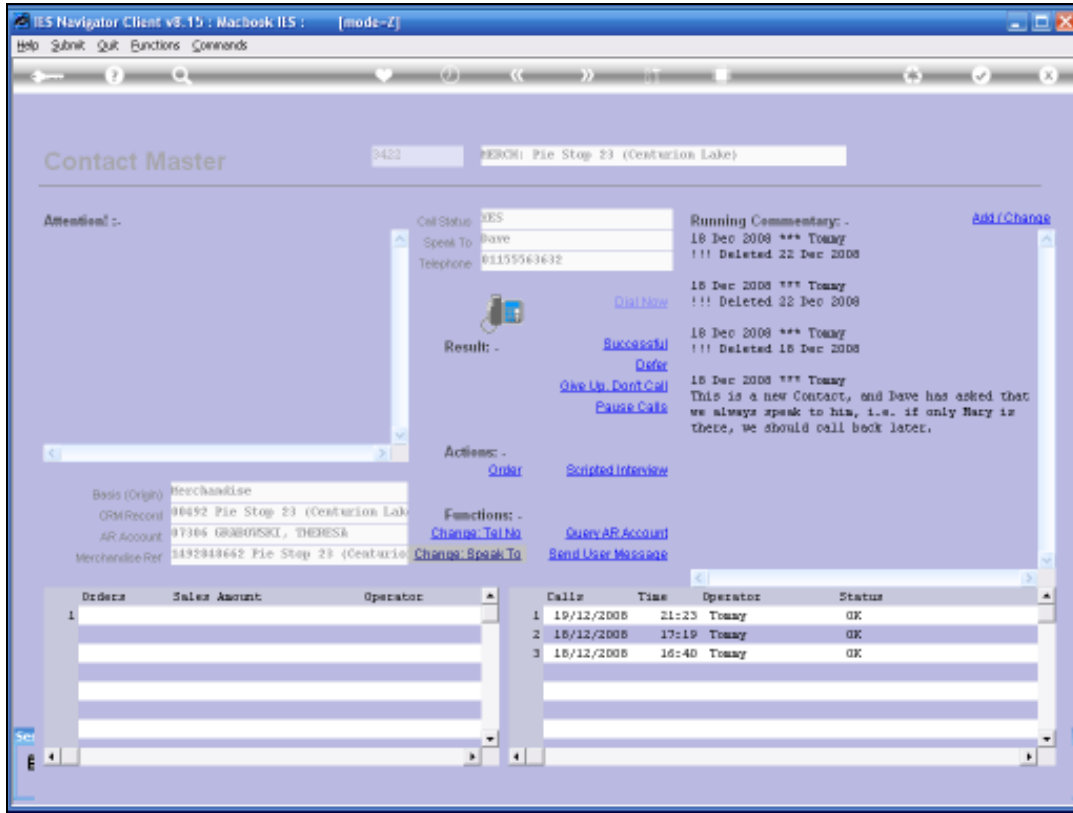 IES Navigator Client v8.15 : Macbook IES : [mode-Z]
Help Submit Quit Functions Commands
Contact Master
3422
MERCH: Pie Stop 23 (Centurion Lake)
Attention! :-
Call Status YES
Speak To Dave
Telephone 01155563632
Dial Now
Result: -
Successful
Defer
Give Up, Don't Call
Pause Calls
Actions: -
Order Scripted Interview
Functions: -
Change: Tel No Query AR Account
Change: Speak To Send User Message
Running Commentary: - Add / Change
18 Dec 2008 *** Tommy
!!! Deleted 22 Dec 2008
18 Dec 2008 *** Tommy
!!! Deleted 22 Dec 2008
18 Dec 2008 *** Tommy
!!! Deleted 18 Dec 2008
18 Dec 2008 *** Tommy
This is a new Contact, and Dave has asked that
we always speak to him, i.e. if only Mary is
there, we should call back later.
Basis (Origin) Merchandise
CRM Record 00492 Pie Stop 23 (Centurion Lak
AR Account 07306 GRABOWSKI, THERESA
Merchandise Ref 1492848662 Pie Stop 23 (Centurio
Orders Sales Amount Operator
1
Calls Time Operator Status
1 19/12/2008 21:23 Tommy OK
2 18/12/2008 17:19 Tommy OK
3 18/12/2008 16:40 Tommy OK